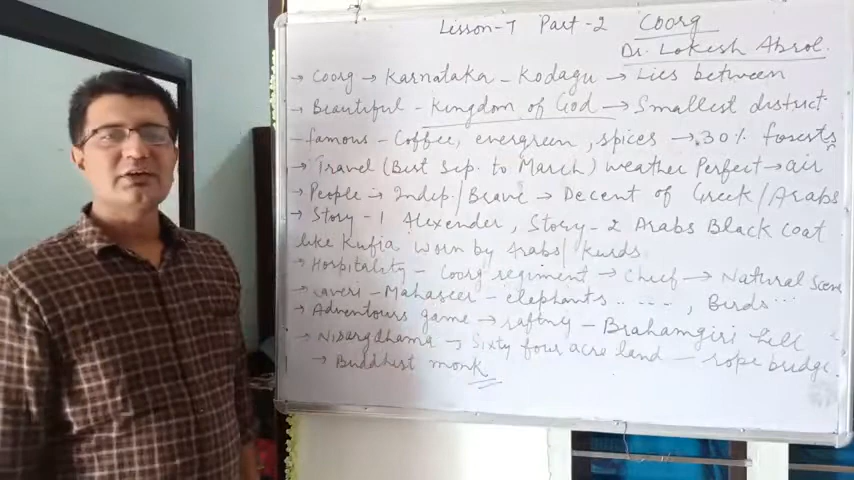 Lisson-7 Part-2 Coorg
Dr. Lokesh Abrol.
→ Coorg → Karnataka - Kodagu → Lies between
→ Beautiful - Kingdom of God → Smallest district
- famous - Coffee, evergreen, spices → 30% forests
→ Travel (Best Sep. to March) weather Perfect → air
→ People → Indep/Brave → Decent of Greek/Arabs
→ Story - 1 Alexender, Story - 2 Arabs Black coat
like Kufia worn by Arabs/Kurds
→ Hospitality - Coorg regiment → Chief → Natural Scene
→ Caveri - Mahaseer - elephants ....., Birds...
→ Adventours game → rafting - Brahamgiri Hill
→ Nisargdhama → Sixty four acre land - rope bridge.
→ Buddhist monk